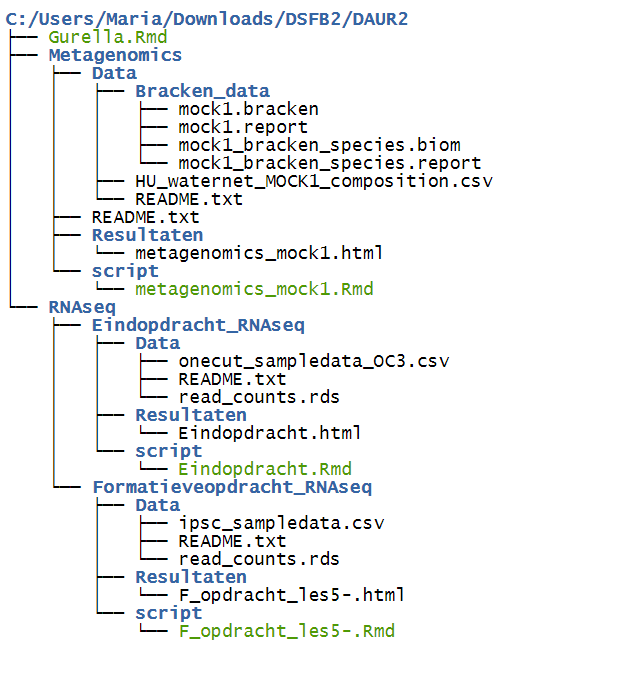 C:/Users/Maria/Downloads/DSFB2/DAUR2
├── Gurella.Rmd
├── Metagenomics
│   ├── Data
│   │   ├── Bracken_data
│   │   │   ├── mock1.bracken
│   │   │   ├── mock1.report
│   │   │   ├── mock1_bracken_species.biom
│   │   │   └── mock1_bracken_species.report
│   │   ├── HU_waternet_MOCK1_composition.csv
│   │   └── README.txt
│   ├── README.txt
│   ├── Resultaten
│   │   └── metagenomics_mock1.html
│   └── script
│       └── metagenomics_mock1.Rmd
└── RNAseq
    ├── Eindopdracht_RNAseq
    │   ├── Data
    │   │   ├── onecut_sampledata_OC3.csv
    │   │   ├── README.txt
    │   │   └── read_counts.rds
    │   ├── Resultaten
    │   │   └── Eindopdracht.html
    │   └── script
    │       └── Eindopdracht.Rmd
    └── Formatieveopdracht_RNAseq
        ├── Data
        │   ├── ipsc_sampledata.csv
        │   ├── README.txt
        │   └── read_counts.rds
        ├── Resultaten
        │   └── F_opdracht_les5-.html
        └── script
            └── F_opdracht_les5-.Rmd